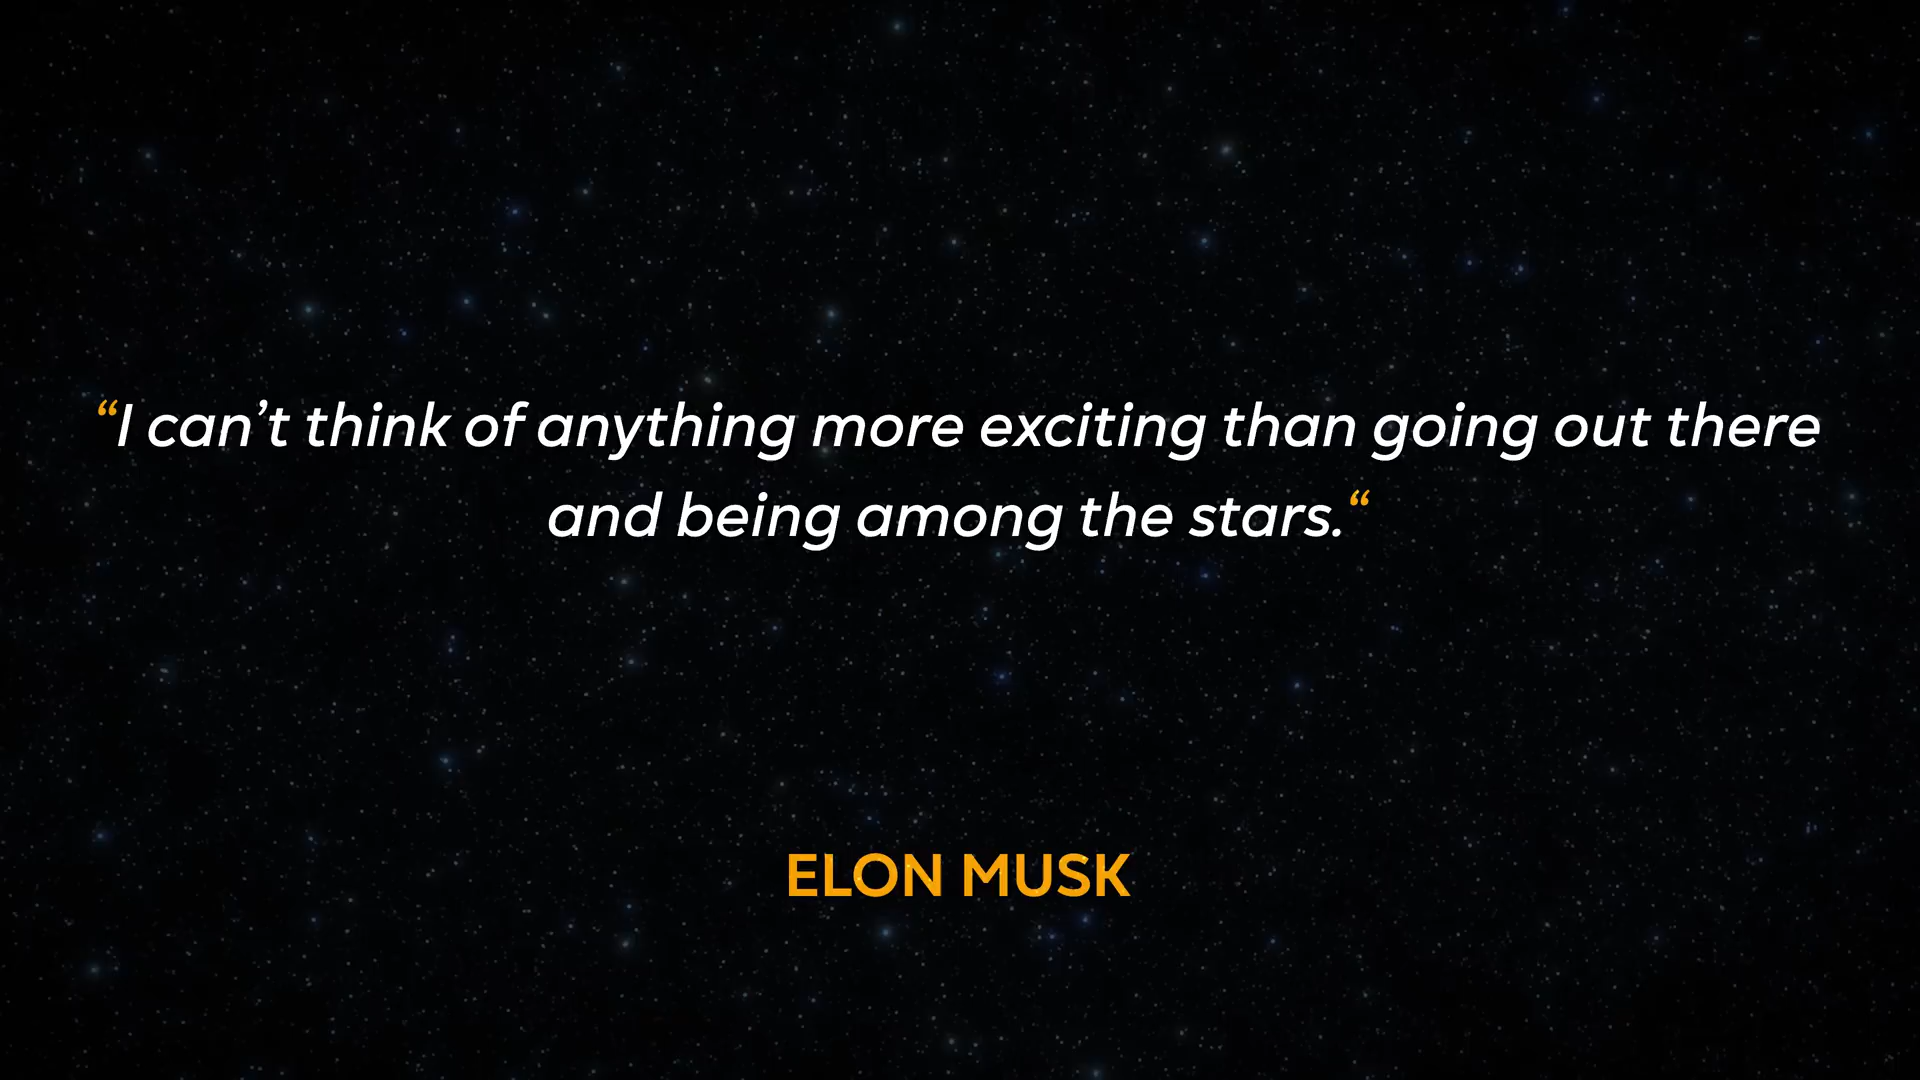 “I can’t think of anything more exciting than going out there
and being among the stars.“
ELON MUSK